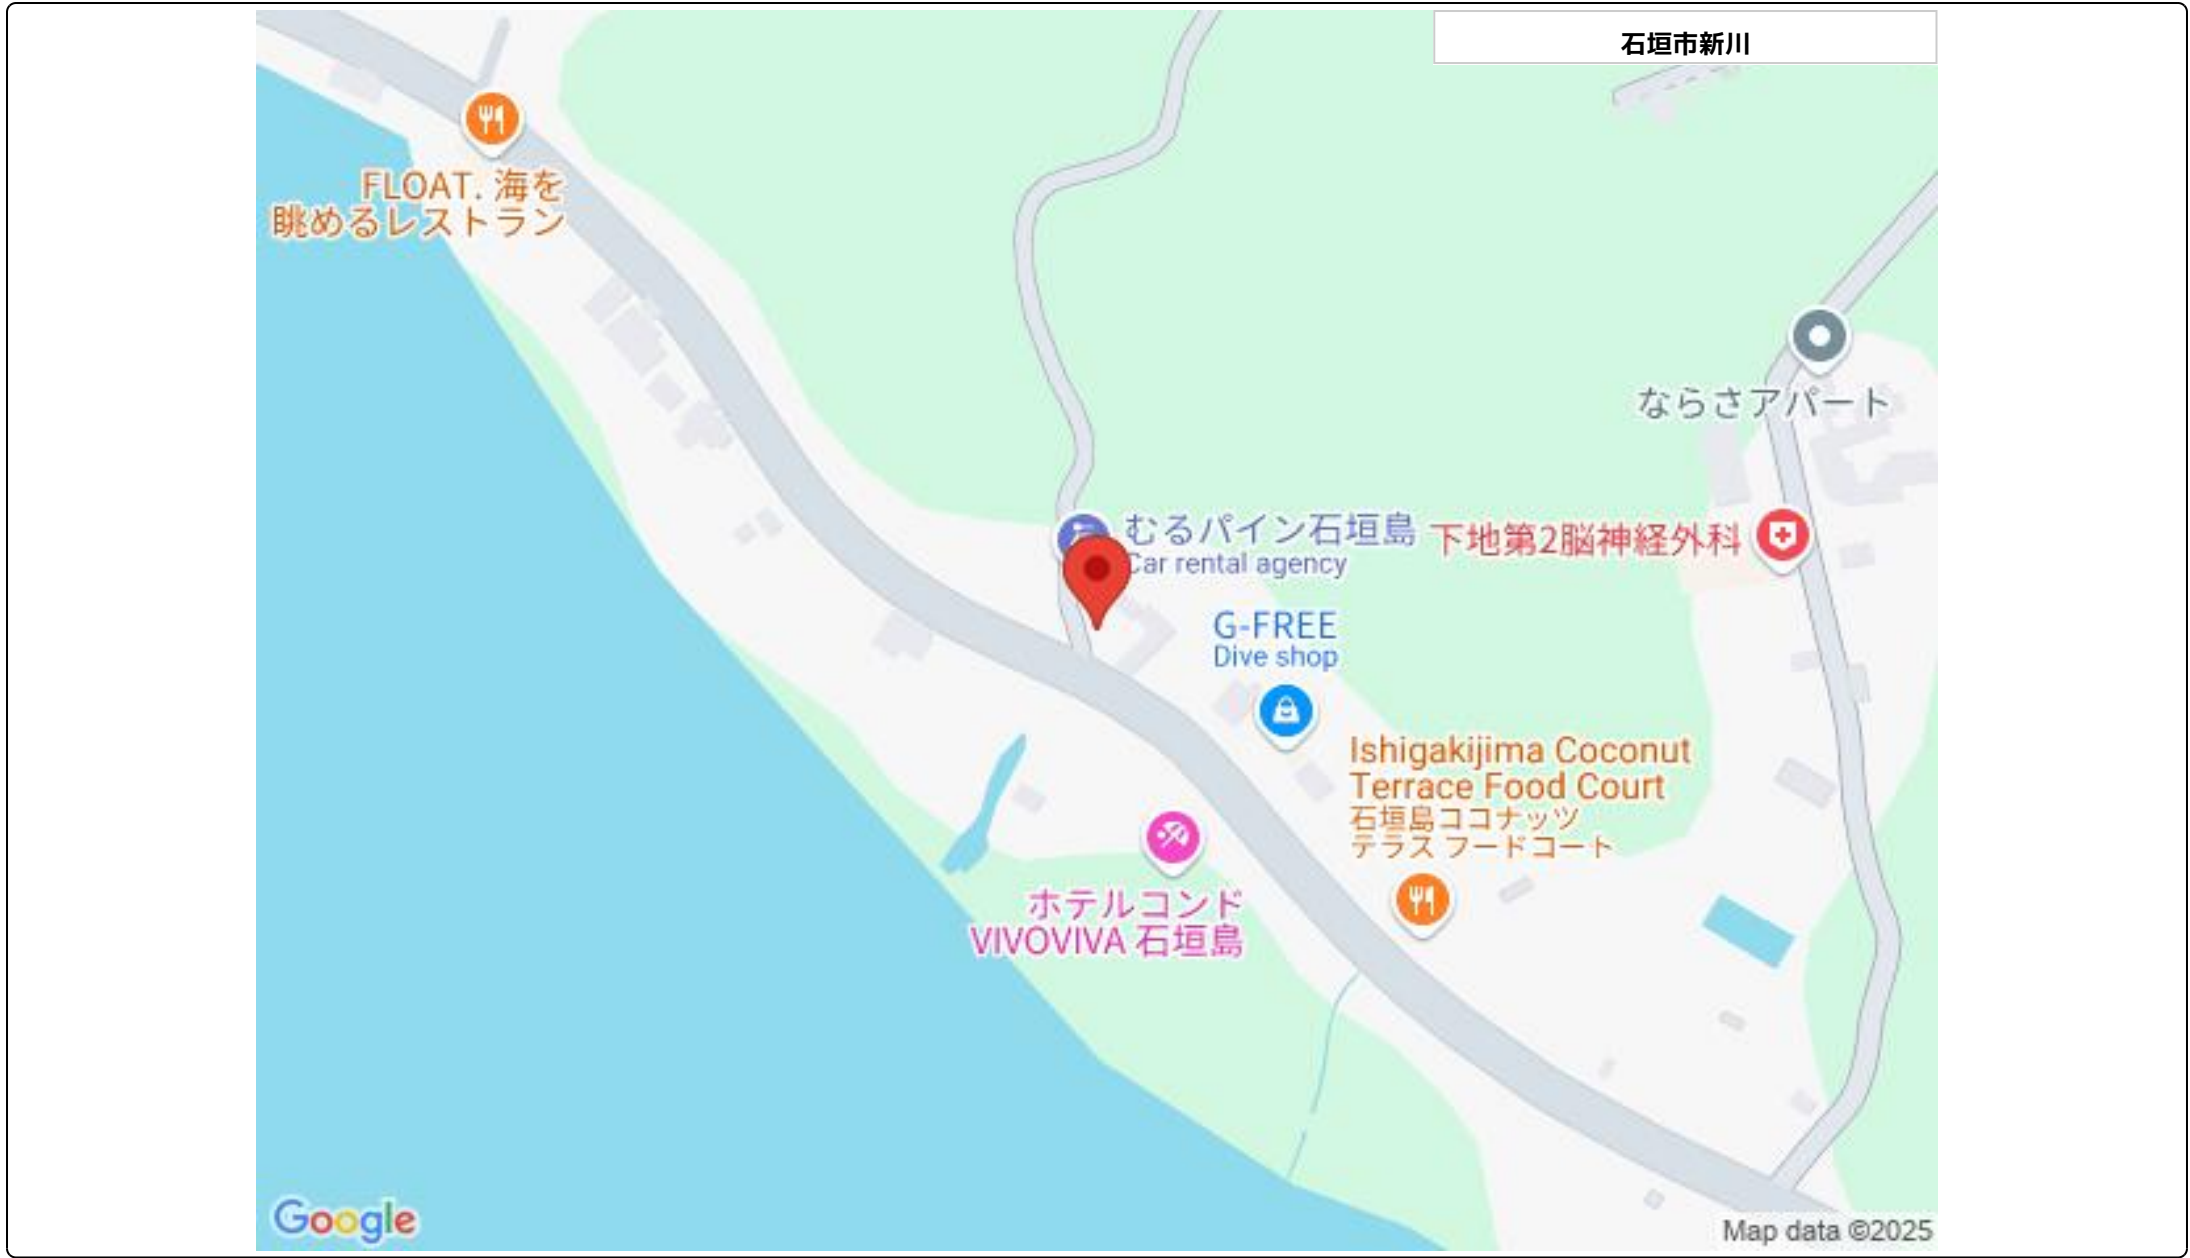 石垣市新川
FLOAT. 海を
眺めるレストラン
ならさアパート
むるパイン石垣島
Car rental agency
下地第2脳神経外科
G-FREE
Dive shop
Ishigakijima Coconut
Terrace Food Court
石垣島ココナッツ
テラス フードコート
ホテルコンド
VIVOVIVA 石垣島
Google
Map data ©2025